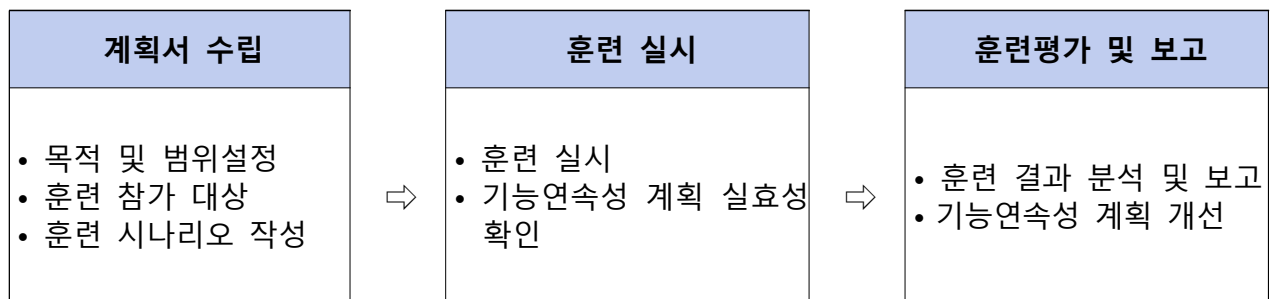 계획서 수립
• 목적 및 범위설정
• 훈련 참가 대상
• 훈련 시나리오 작성
⇨
훈련 실시
• 훈련 실시
• 기능연속성 계획 실효성
확인
⇨
훈련평가 및 보고
• 훈련 결과 분석 및 보고
• 기능연속성 계획 개선